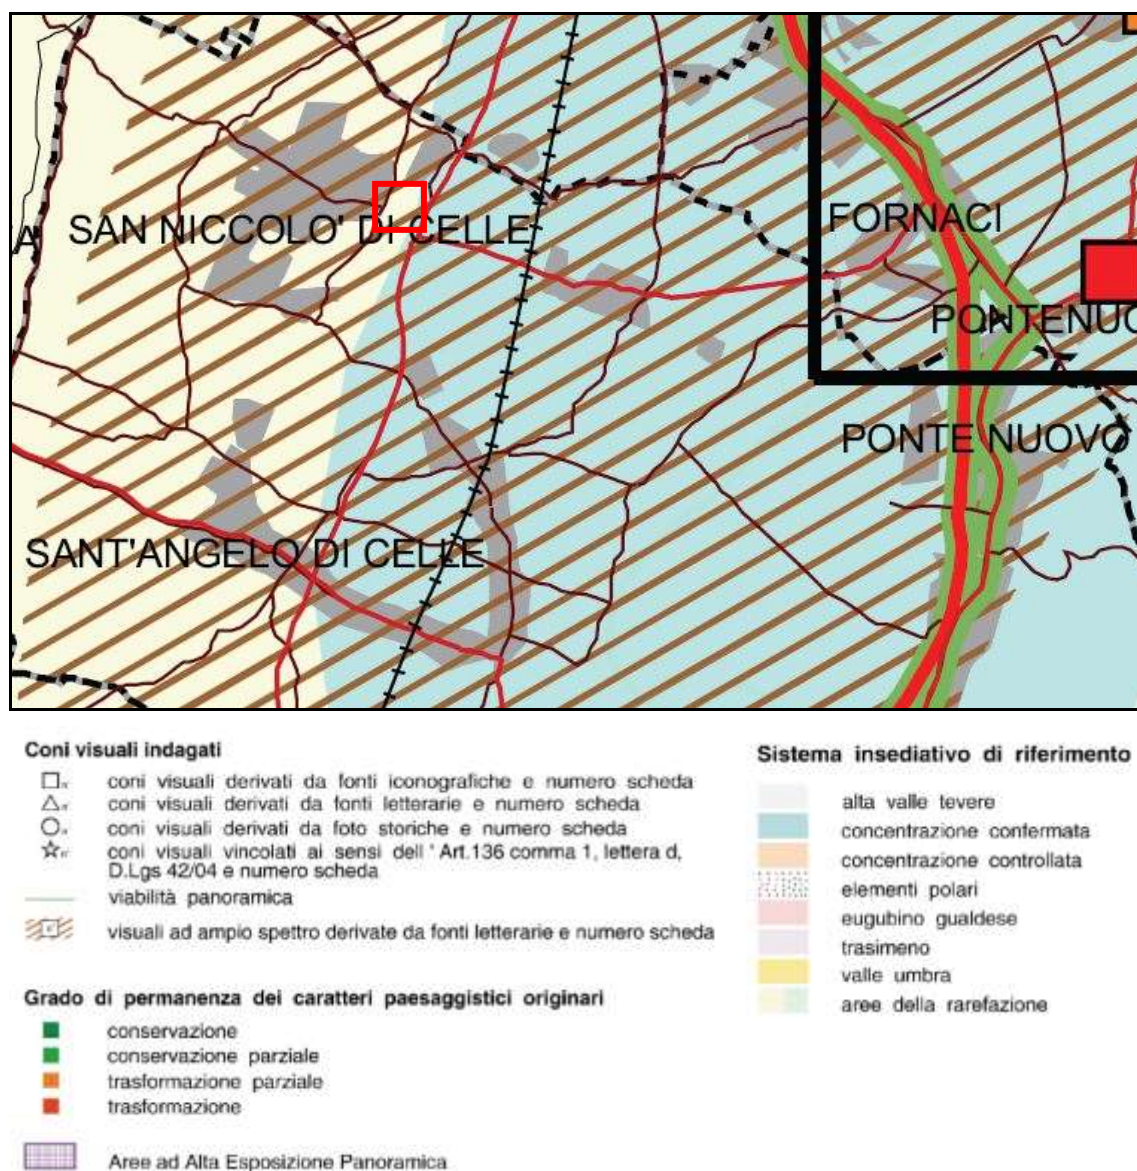 SAN NICCOLO' DI CELLE
FORNACI
PONTENUO
PONTE NUOVO
SANT'ANGELO DI CELLE
Coni visuali indagati
coni visuali derivati da fonti iconografiche e numero scheda
coni visuali derivati da fonti letterarie e numero scheda
coni visuali derivati da foto storiche e numero scheda
coni visuali vincolati ai sensi dell ' Art.136 comma 1, lettera d,
D.Lgs 42/04 e numero scheda
viabilità panoramica
visuali ad ampio spettro derivate da fonti letterarie e numero scheda
Grado di permanenza dei caratteri paesaggistici originari
conservazione
conservazione parziale
trasformazione parziale
trasformazione
Aree ad Alta Esposizione Panoramica
Sistema insediativo di riferimento
alta valle tevere
concentrazione confermata
concentrazione controllata
elementi polari
eugubino gualdese
trasimeno
valle umbra
aree della rarefazione